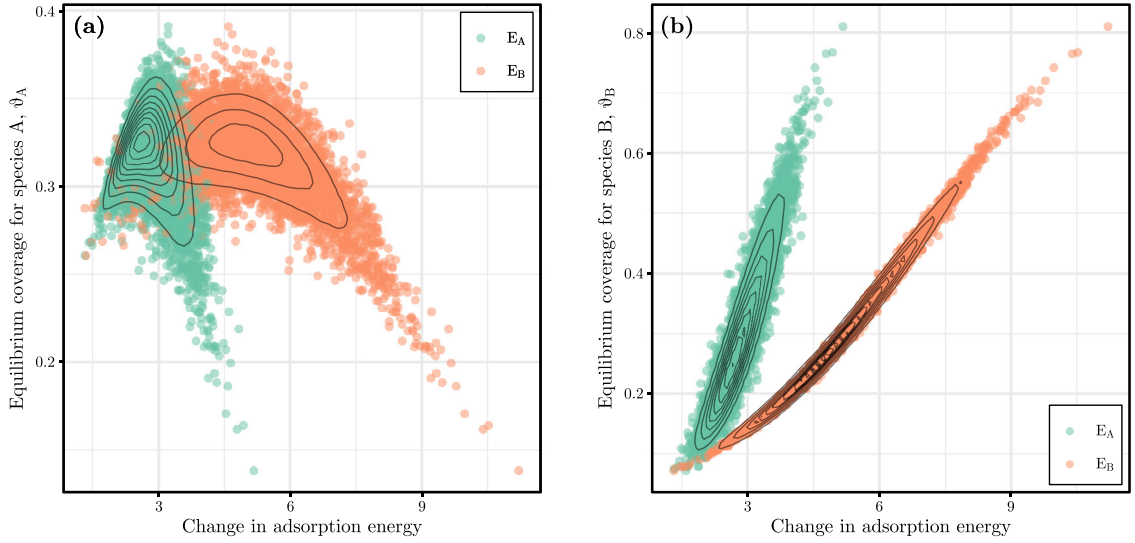 (a)
E_A
E_B
0.4
0.3
0.2
Equilibrium coverage for species A, ϑ_A
3
6
9
Change in adsorption energy
(b)
0.8
0.6
0.4
0.2
Equilibrium coverage for species B, ϑ_B
E_A
E_B
3
6
9
Change in adsorption energy